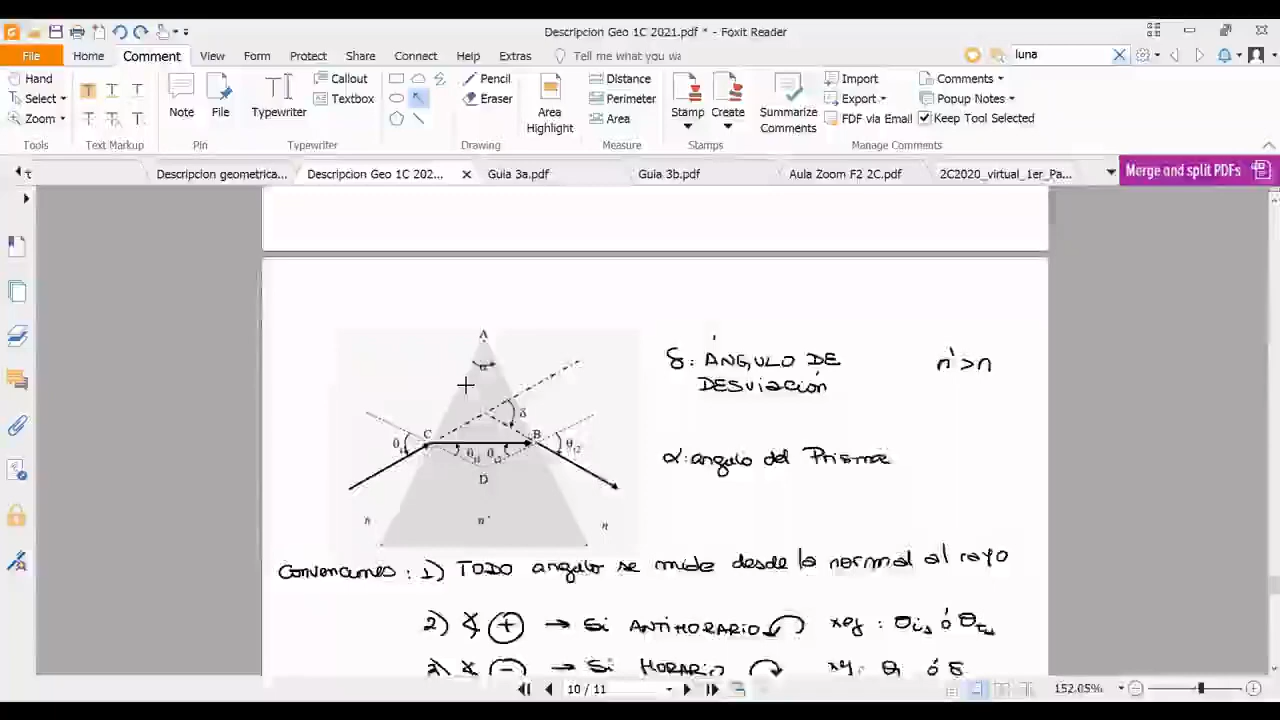 Descripcion Geo 1C 2021.pdf * - Foxit Reader
File Home Comment View Form Protect Share Connect Help Extras Tell me what you wa luna
Hand
Select
Zoom
Tools
Text Markup
Note
File
Pin
Typewriter
Callout
Textbox
Typewriter
Pencil
Eraser
Drawing
Area
Highlight
Distance
Perimeter
Area
Measure
Stamp
Create
Stamps
Summarize
Comments
Import
Export
FDF via Email
Comments
Popup Notes
Keep Tool Selected
Manage Comments
Descripcion geometrica...
Descripcion Geo 1C 202...
Guia 3a.pdf
Guia 3b.pdf
Aula Zoom F2 2C.pdf
2C2020_virtual_1er_Pa...
Merge and split PDFs
A
α
δ
C
B
D
n
n'
n
δ: ÁNGULO DE
DESVIACIÓN
n'>n
α: angulo del Prisma
Convenciones: 1) TODO angulo se mide desde la normal al rayo
2) ∢ (+) → Si ANTIHORARIO
∢ (-) → Si HORARIO
10 / 11
152.05%